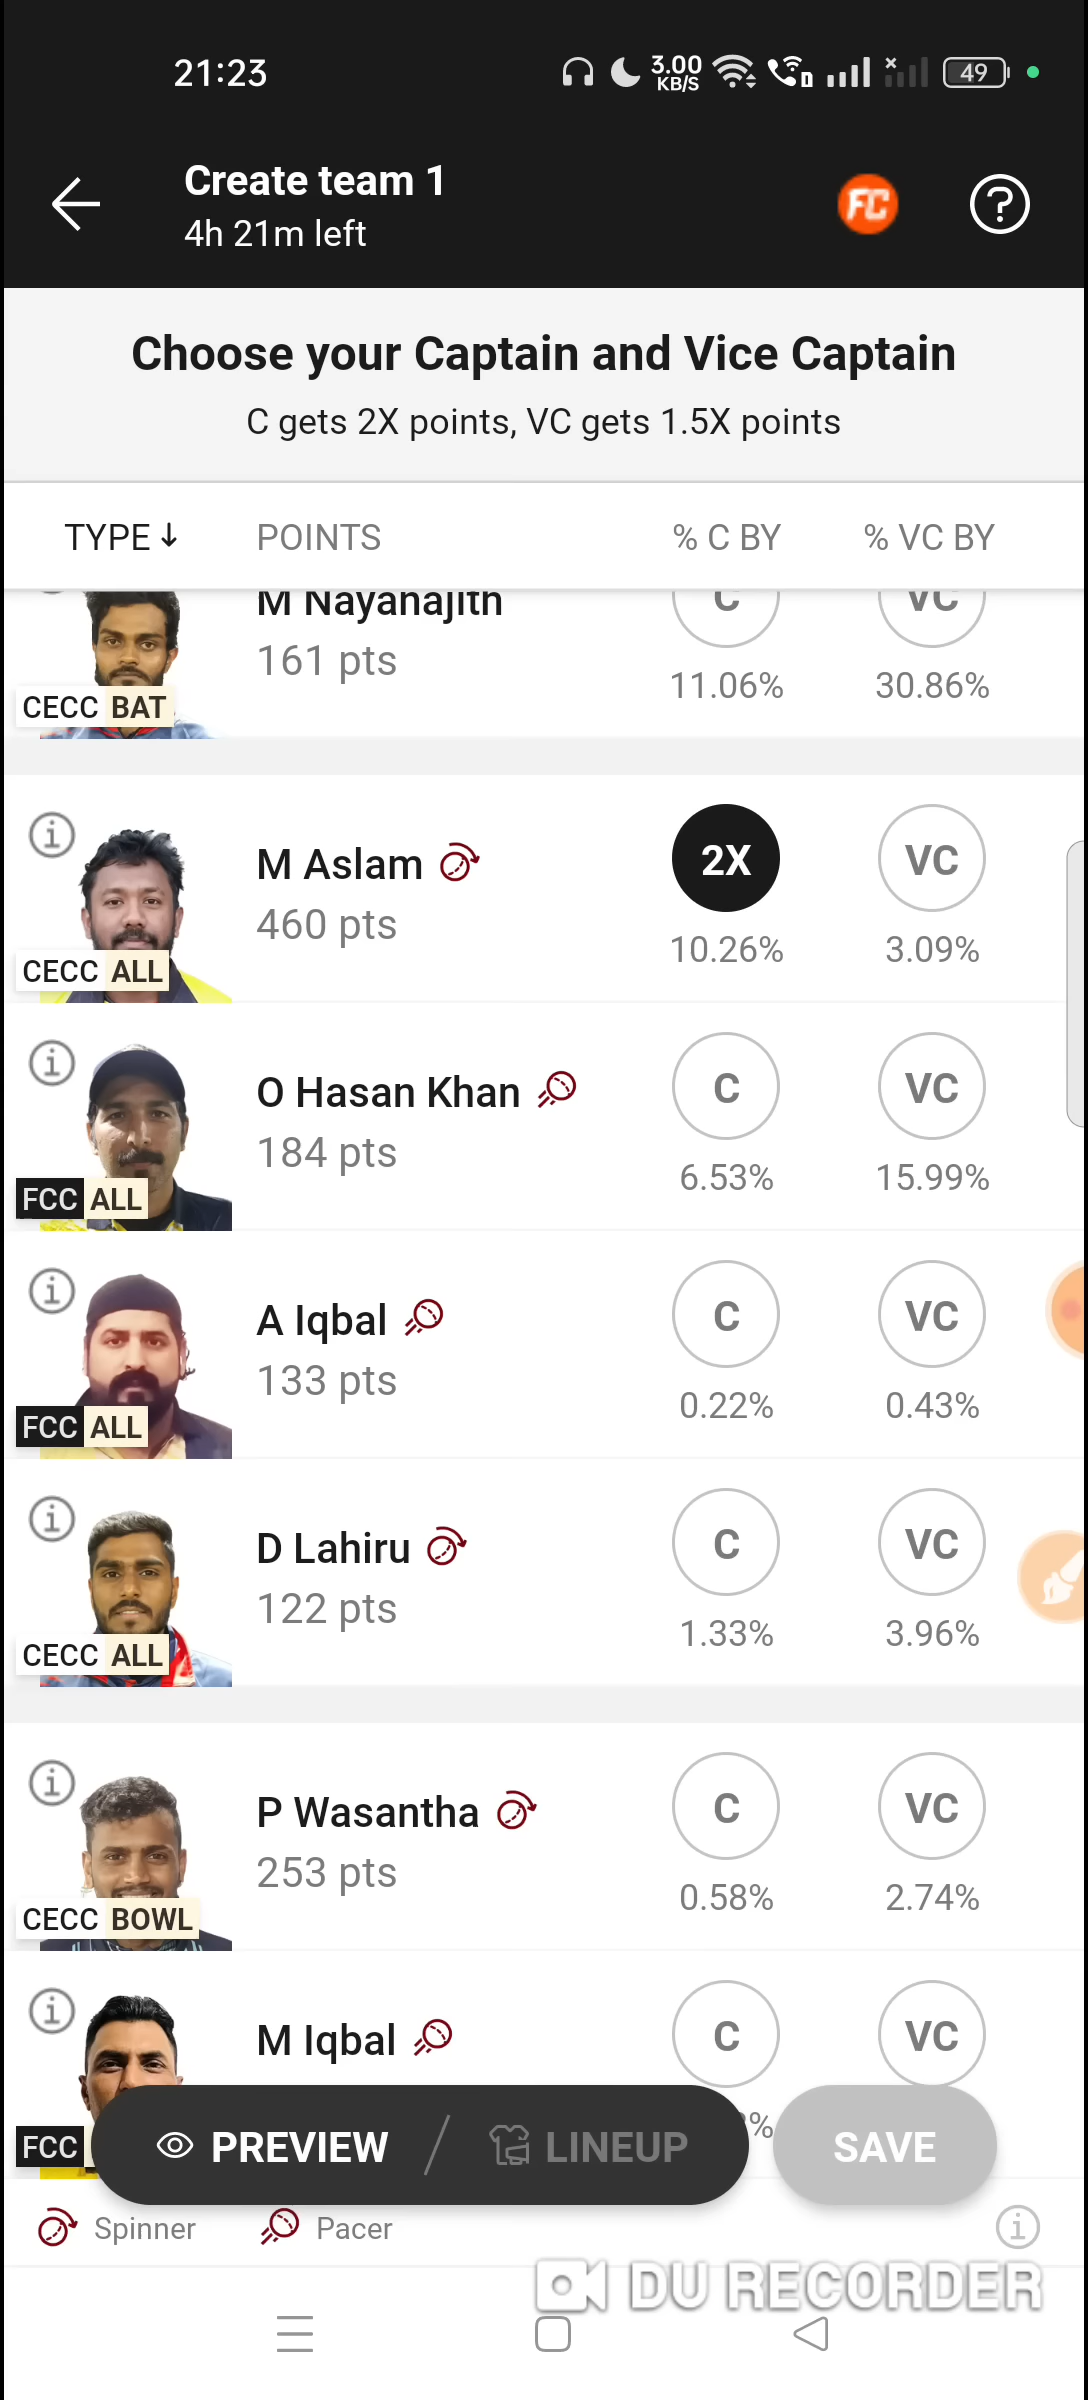 21:23
3.00
KB/S
49
Create team 1
4h 21m left
FC
Choose your Captain and Vice Captain
C gets 2X points, VC gets 1.5X points
TYPE POINTS % C BY % VC BY
M Nayanajith C VC
161 pts
11.06% 30.86%
CECC BAT
M Aslam 2X VC
460 pts
10.26% 3.09%
CECC ALL
O Hasan Khan C VC
184 pts
6.53% 15.99%
FCC ALL
A Iqbal C VC
133 pts
0.22% 0.43%
FCC ALL
D Lahiru C VC
122 pts
1.33% 3.96%
CECC ALL
P Wasantha C VC
253 pts
0.58% 2.74%
CECC BOWL
M Iqbal C VC
%
FCC
PREVIEW LINEUP SAVE
Spinner Pacer
DU RECORDER